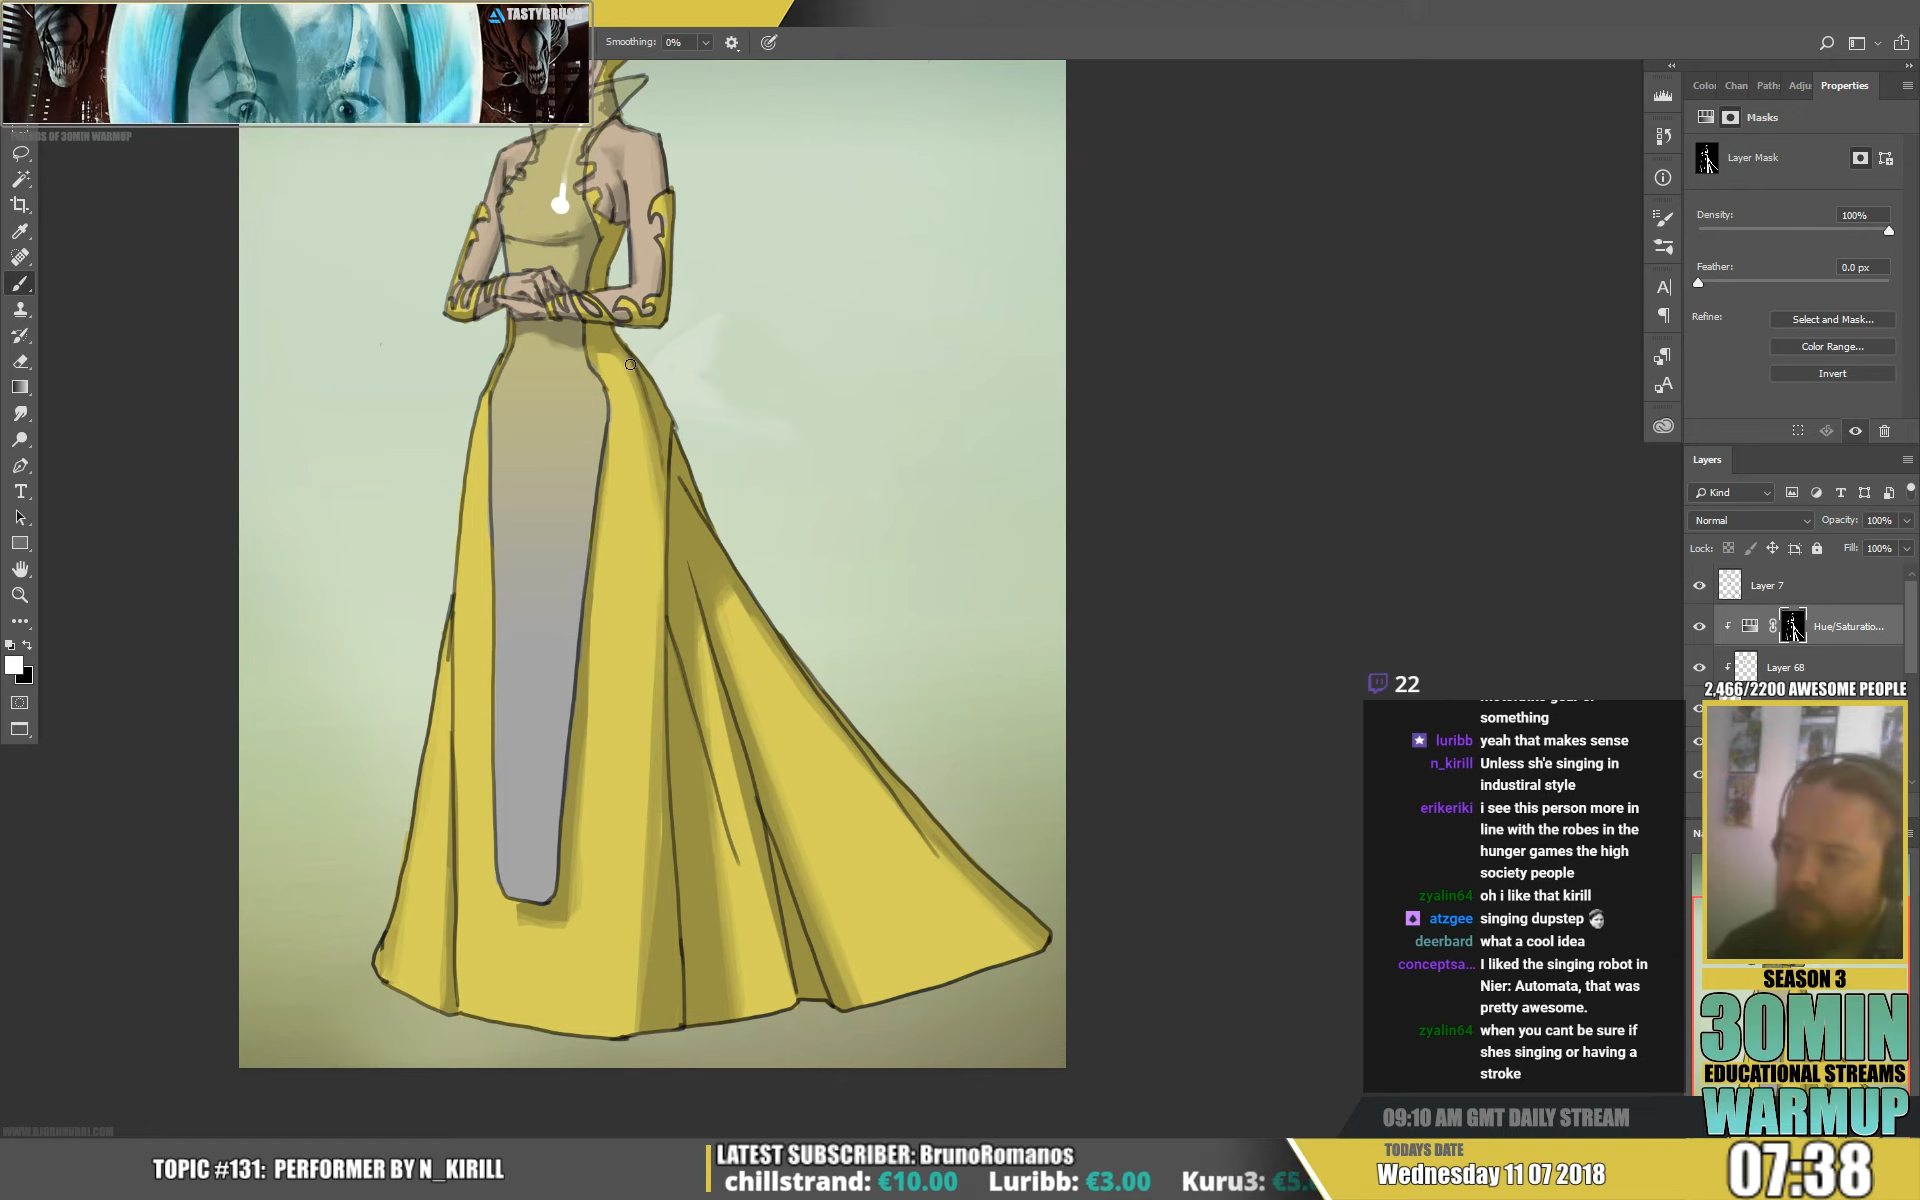 TASTYBRUSH
FRIENDS OF 30MIN WARMUP
Smoothing: 0%
Chan Paths Adju Properties
Masks
Layer Mask
Density: 100%
Feather: 0.0 px
Refine:
Select and Mask...
Color Range...
Invert
Layers
Kind
Normal Opacity: 100%
Lock: Fill: 100%
Layer 7
Hue/Saturatio...
Layer 68
2,466/2200 AWESOME PEOPLE
22
something
luribb yeah that makes sense
n_kirill Unless sh'e singing in
industiral style
erikeriki i see this person more in
line with the robes in the
hunger games the high
society people
zyalin64 oh i like that kirill
atzgee singing dupstep
deerbard what a cool idea
conceptsa... I liked the singing robot in
Nier: Automata, that was
pretty awesome.
zyalin64 when you cant be sure if
shes singing or having a
stroke
SEASON 3
30MIN
EDUCATIONAL STREAMS
WARMUP
09:10 AM GMT DAILY STREAM
TOPIC #131: PERFORMER BY N_KIRILL
LATEST SUBSCRIBER: BrunoRomanos
chillstrand: €10.00 Luribb: €3.00 Kuru3: €5.
TODAYS DATE
Wednesday 11 07 2018
07:38